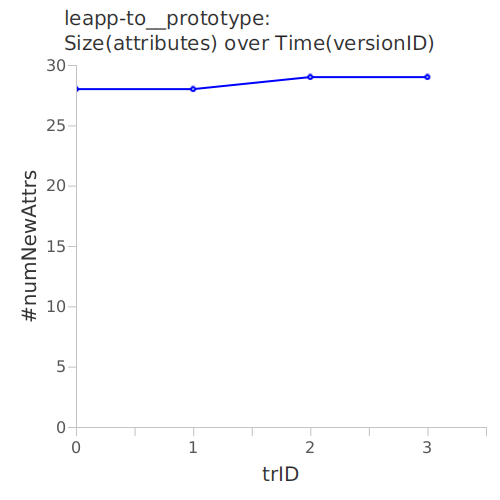 leapp-to__prototype:
Size(attributes) over Time(versionID)
30
25
20
15
10
5
0
#numNewAttrs
0 1 2 3
trID